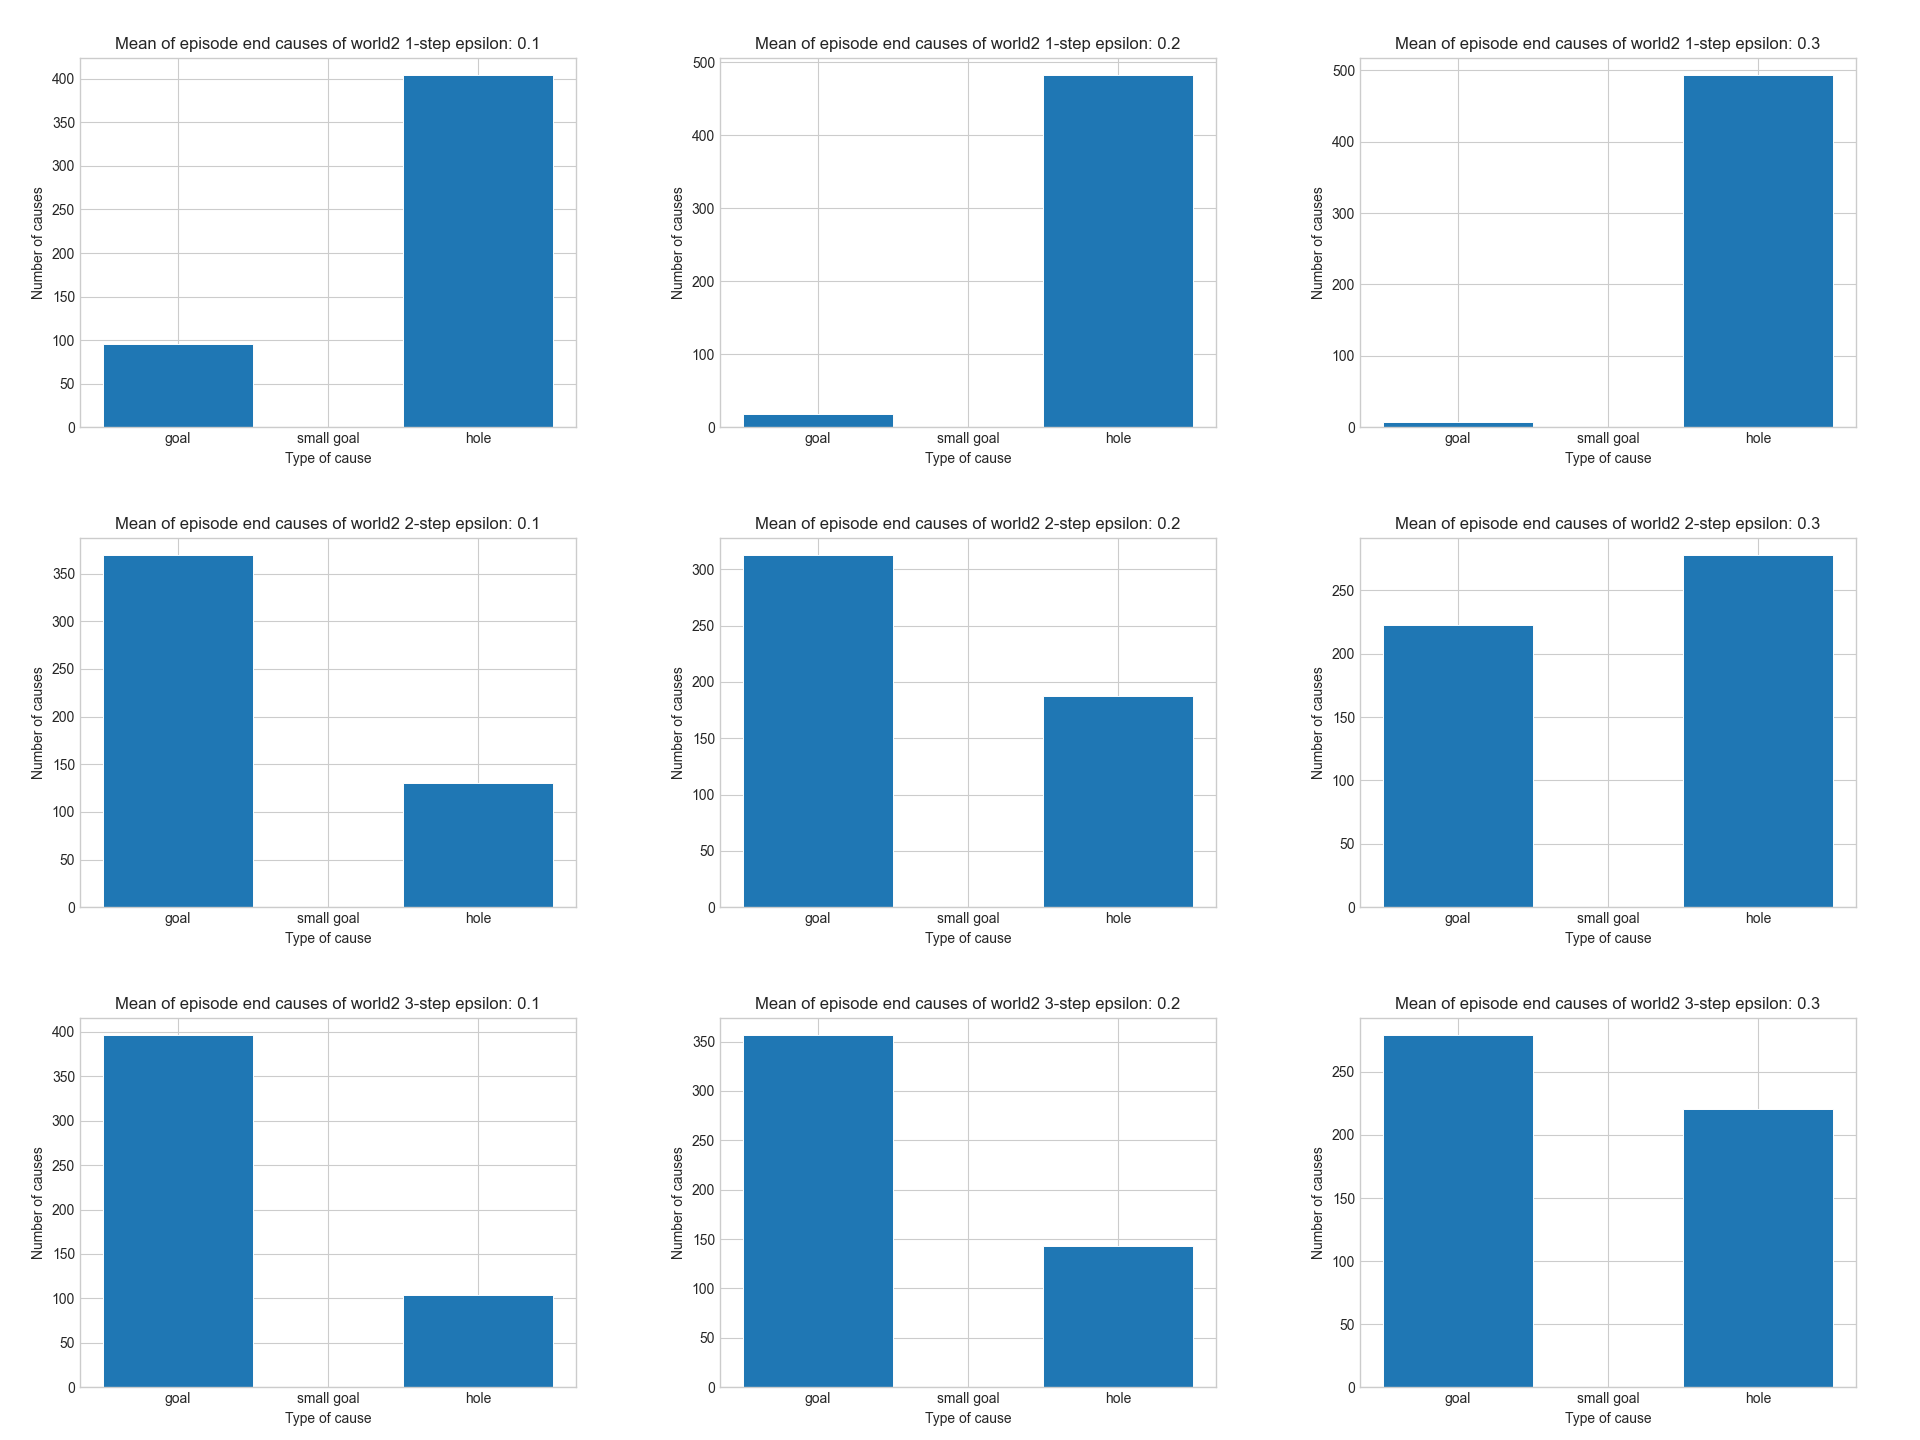 Mean of episode end causes of world2 1-step epsilon: 0.1
400
350
300
250
200
150
100
50
0
Number of causes
goal small goal hole
Type of cause
Mean of episode end causes of world2 1-step epsilon: 0.2
500
400
300
200
100
0
Number of causes
goal small goal hole
Type of cause
Mean of episode end causes of world2 1-step epsilon: 0.3
500
400
300
200
100
0
Number of causes
goal small goal hole
Type of cause
Mean of episode end causes of world2 2-step epsilon: 0.1
350
300
250
200
150
100
50
0
Number of causes
goal small goal hole
Type of cause
Mean of episode end causes of world2 2-step epsilon: 0.2
300
250
200
150
100
50
0
Number of causes
goal small goal hole
Type of cause
Mean of episode end causes of world2 2-step epsilon: 0.3
250
200
150
100
50
0
Number of causes
goal small goal hole
Type of cause
Mean of episode end causes of world2 3-step epsilon: 0.1
400
350
300
250
200
150
100
50
0
Number of causes
goal small goal hole
Type of cause
Mean of episode end causes of world2 3-step epsilon: 0.2
350
300
250
200
150
100
50
0
Number of causes
goal small goal hole
Type of cause
Mean of episode end causes of world2 3-step epsilon: 0.3
250
200
150
100
50
0
Number of causes
goal small goal hole
Type of cause